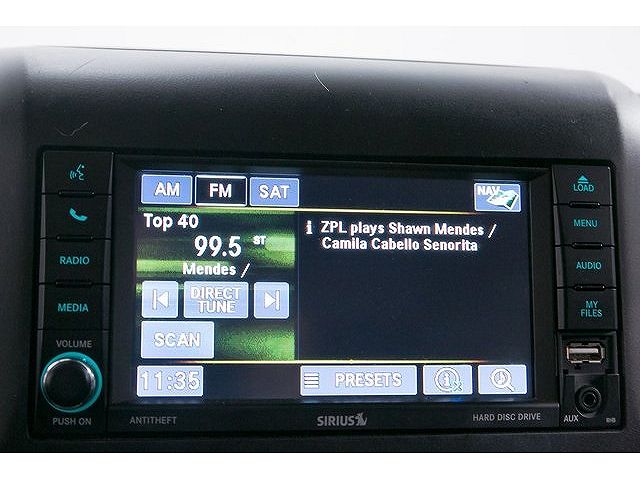 AM FM SAT NAV
Top 40
99.5 ST
Mendes /
DIRECT
TUNE
SCAN
11:35
i ZPL plays Shawn Mendes /
Camila Cabello Senorita
PRESETS
RADIO
MEDIA
VOLUME
PUSH ON
LOAD
MENU
AUDIO
MY
FILES
AUX
RHB
ANTITHEFT
SIRIUS
HARD DISC DRIVE